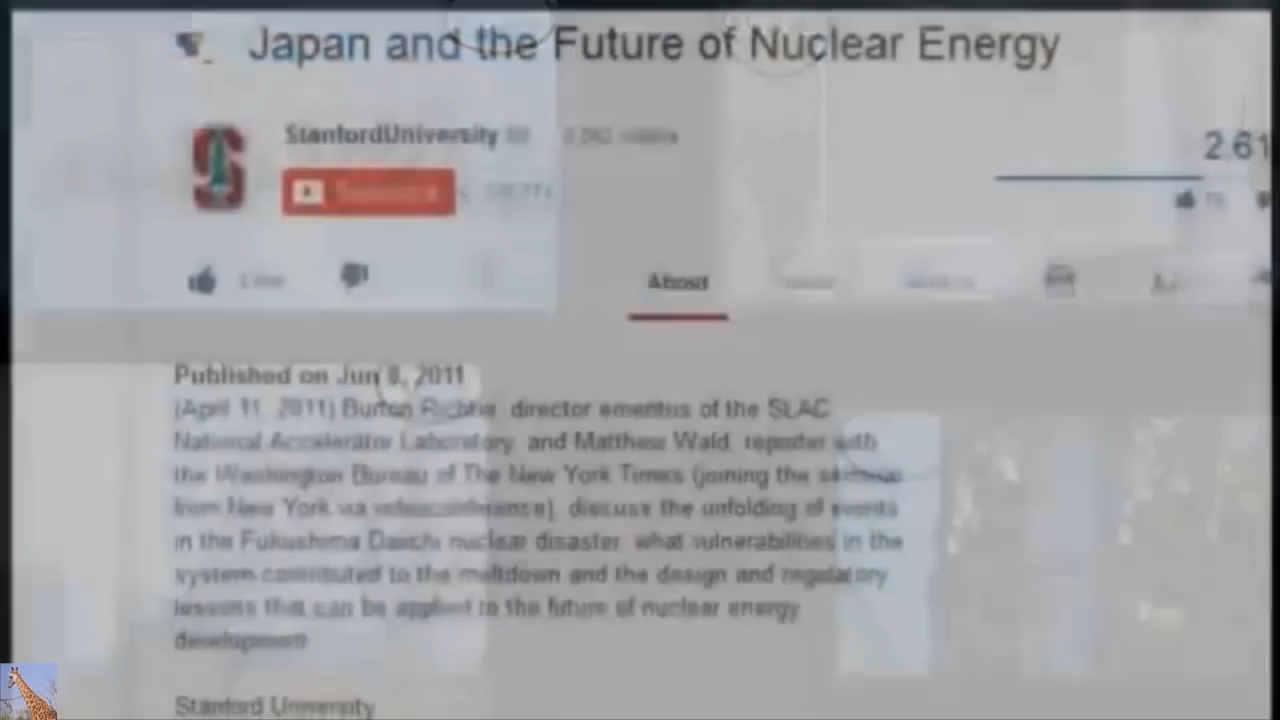 Japan and the Future of Nuclear Energy
StanfordUniversity
2.61
Like
About
Published on Jun 8, 2011
(April 11, 2011) Burton Richter, director emeritus of the SLAC
National Accelerator Laboratory, and Matthew Wald, reporter with
the Washington Bureau of The New York Times (joining the seminar
from New York via videoconference), discuss the unfolding of events
in the Fukushima Daiichi nuclear disaster, what vulnerabilities in the
system contributed to the meltdown and the design and regulatory
lessons that can be applied to the future of nuclear energy
development
Stanford University